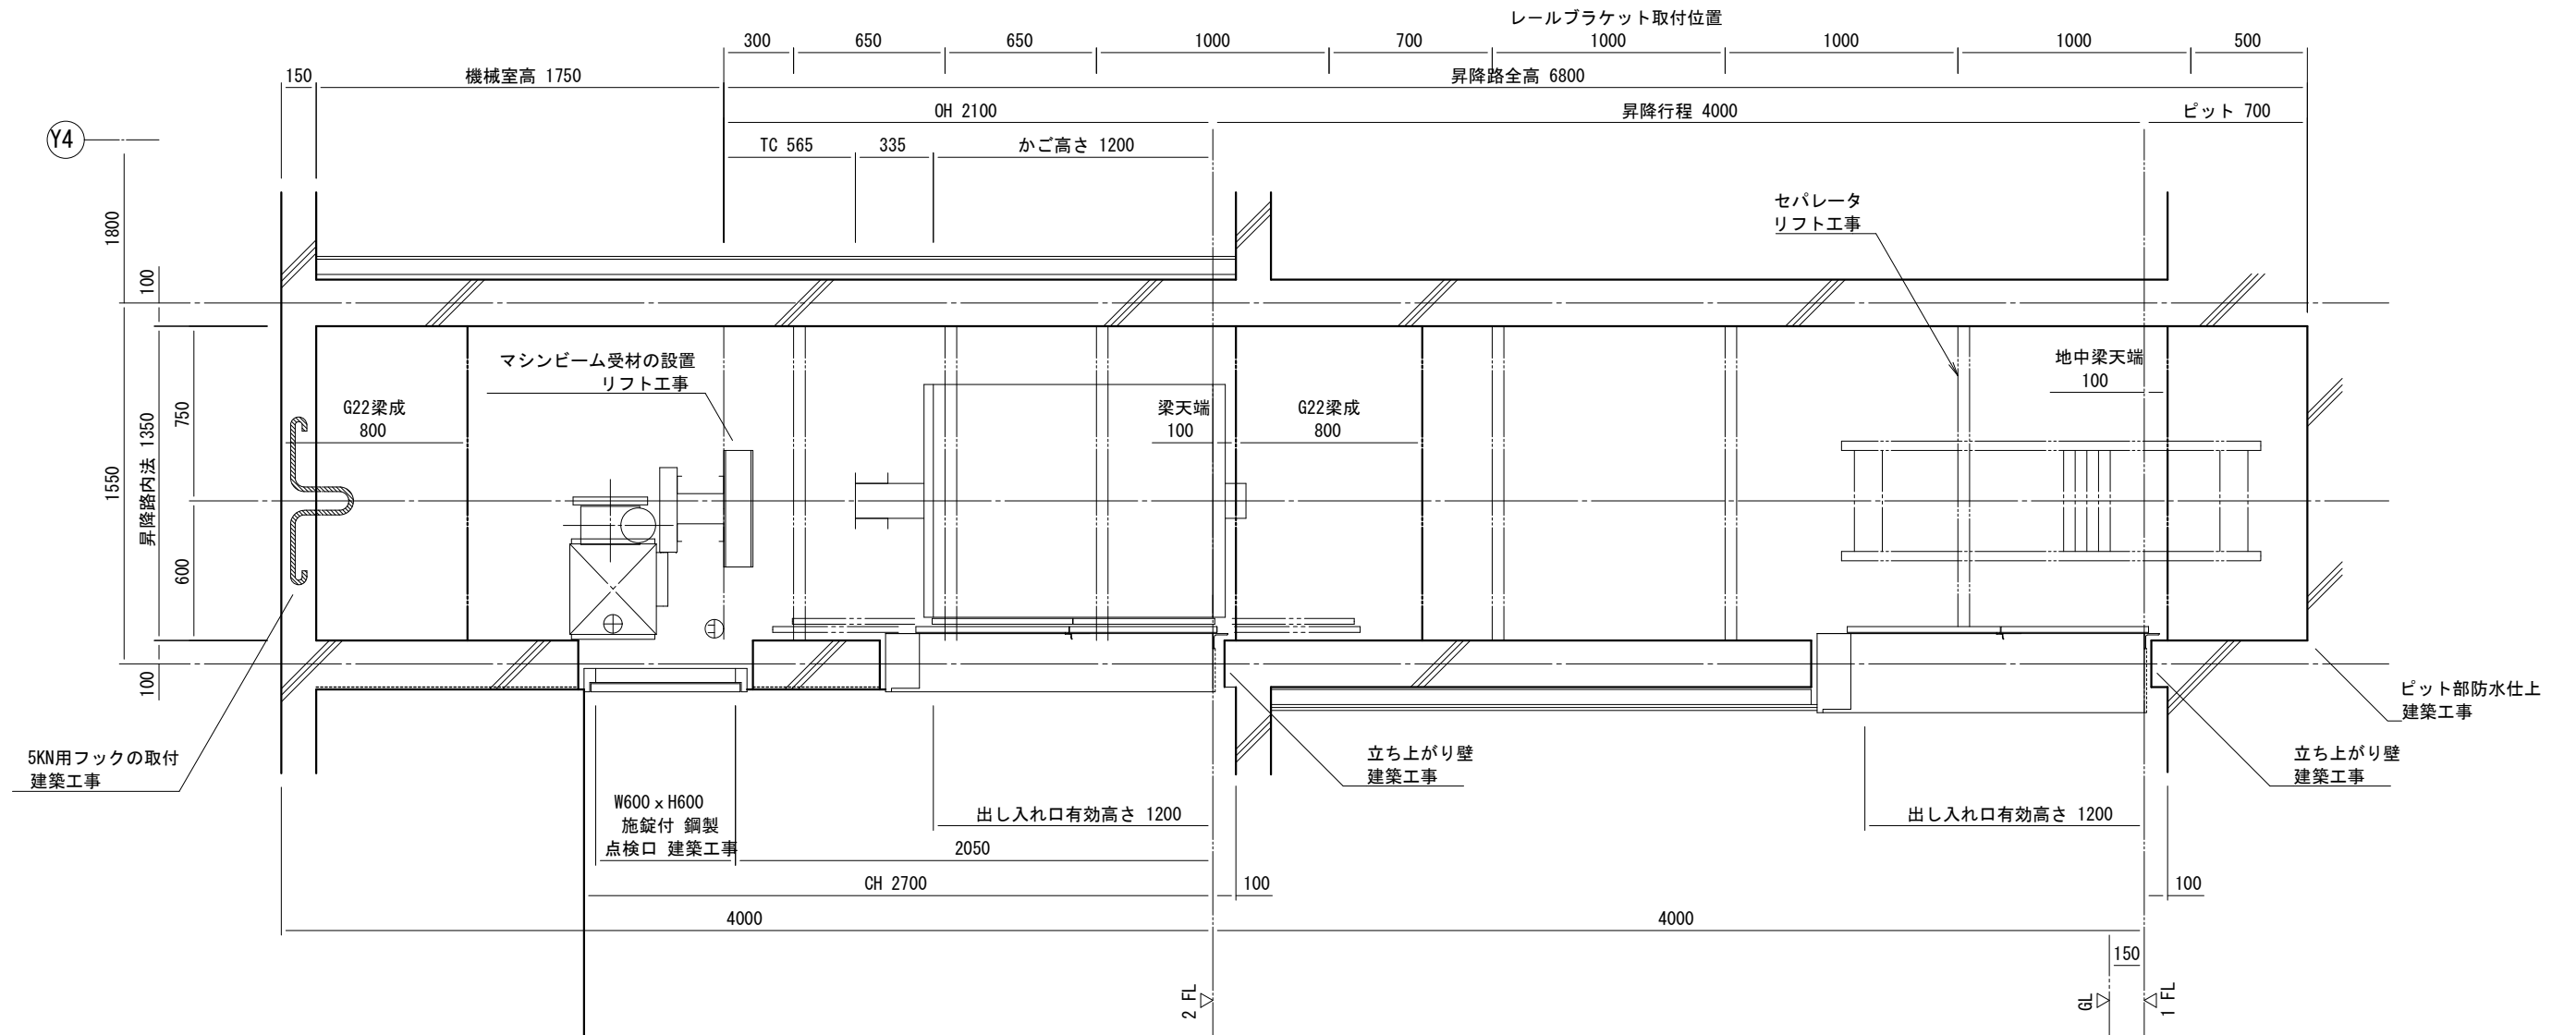 レールブラケット取付位置
300
650
650
1000
700
1000
1000
1000
500
150
機械室高 1750
昇降路全高 6800
OH 2100
昇降行程 4000
ピット 700
Y4
TC 565
335
かご高さ 1200
セパレータ
リフト工事
1800
100
マシンビーム受材の設置
リフト工事
地中梁天端
100
G22梁成
800
梁天端
100
G22梁成
800
750
昇降路内法 1350
1550
600
100
ピット部防水仕上
建築工事
5KN用フックの取付
建築工事
立ち上がり壁
建築工事
立ち上がり壁
建築工事
W600 x H600
施錠付 鋼製
点検口 建築工事
出し入れ口有効高さ 1200
出し入れ口有効高さ 1200
2050
CH 2700
100
100
4000
4000
150
2 FL
GL
1 FL